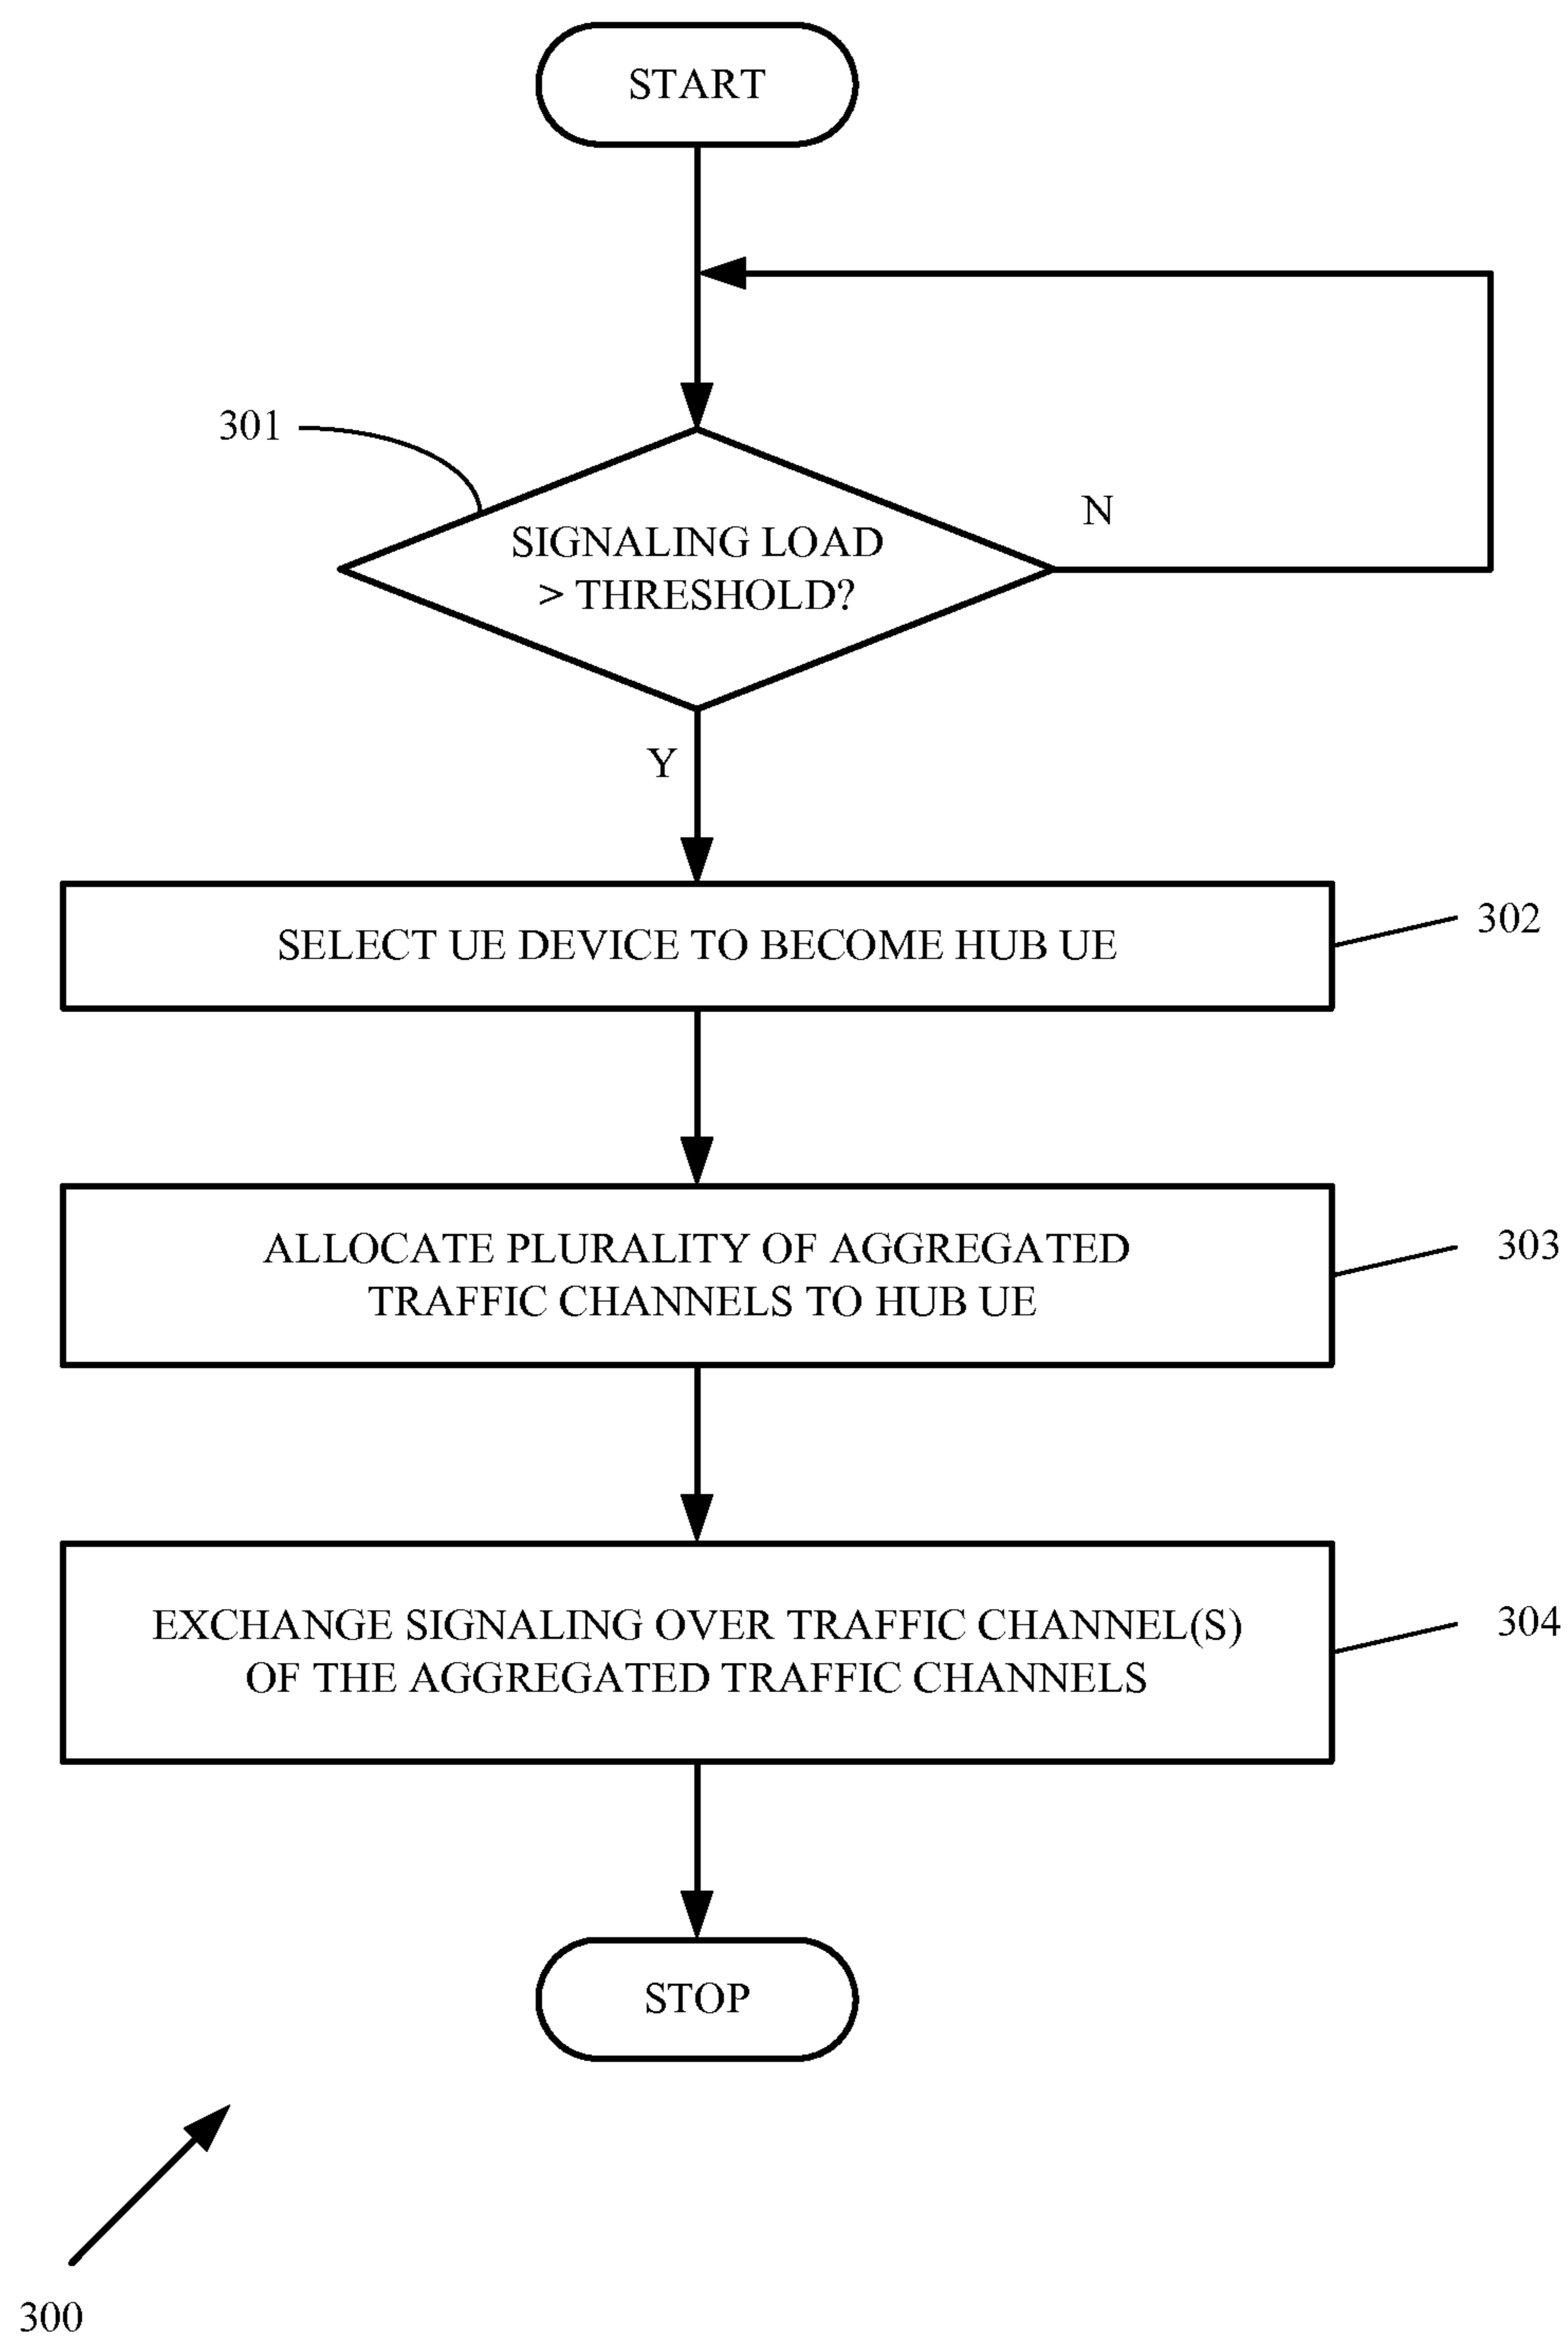 START
301
N
SIGNALING LOAD
> THRESHOLD?
Y
SELECT UE DEVICE TO BECOME HUB UE
302
ALLOCATE PLURALITY OF AGGREGATED
TRAFFIC CHANNELS TO HUB UE
303
EXCHANGE SIGNALING OVER TRAFFIC CHANNEL(S)
OF THE AGGREGATED TRAFFIC CHANNELS
304
STOP
300